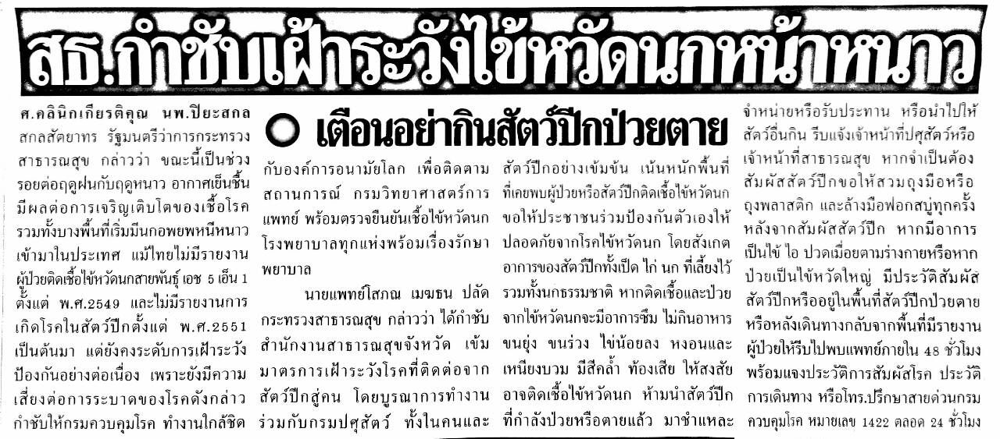 สธ.กำชับเฝ้าระวังไข้หวัดนกหน้าหนาว
เตือนอย่ากินสัตว์ปีกป่วยตาย
ศ.คลินิกเกียรติคุณ นพ.ปิยะสกล
สกลสัตยาทร รัฐมนตรีว่าการกระทรวง
สาธารณสุข กล่าวว่า ขณะนี้เป็นช่วง
รอยต่อฤดูฝนกับฤดูหนาว อากาศเย็นชื้น
มีผลต่อการเจริญเติบโตของเชื้อโรค
รวมทั้งบางพื้นที่เริ่มมีนกอพยพหนีหนาว
เข้ามาในประเทศ แม้ไทยไม่มีรายงาน
ผู้ป่วยติดเชื้อไข้หวัดนกสายพันธุ์ เอช 5 เอ็น 1
ตั้งแต่ พ.ศ.2549 และไม่มีรายงานการ
เกิดโรคในสัตว์ปีกตั้งแต่ พ.ศ.2551
เป็นต้นมา แต่ยังคงระดับการเฝ้าระวัง
ป้องกันอย่างต่อเนื่อง เพราะยังมีความ
เสี่ยงต่อการระบาดของโรคดังกล่าว
กำชับให้กรมควบคุมโรค ทำงานใกล้ชิด
กับองค์การอนามัยโลก เพื่อติดตาม
สถานการณ์ กรมวิทยาศาสตร์การ
แพทย์ พร้อมตรวจยืนยันเชื้อไข้หวัดนก
โรงพยาบาลทุกแห่งพร้อมเรื่องรักษา
พยาบาล
นายแพทย์โสภณ เมฆธน ปลัด
กระทรวงสาธารณสุข กล่าวว่า ได้กำชับ
สำนักงานสาธารณสุขจังหวัด เข้ม
มาตรการเฝ้าระวังโรคที่ติดต่อจาก
สัตว์ปีกสู่คน โดยบูรณาการทำงาน
ร่วมกับกรมปศุสัตว์ ทั้งในคนและ
สัตว์ปีกอย่างเข้มข้น เน้นหนักพื้นที่
ที่เคยพบผู้ป่วยหรือสัตว์ปีกติดเชื้อไข้หวัดนก
ขอให้ประชาชนร่วมป้องกันตัวเองให้
ปลอดภัยจากโรคไข้หวัดนก โดยสังเกต
อาการของสัตว์ปีกทั้งเป็ด ไก่ นก ที่เลี้ยงไว้
รวมทั้งนกธรรมชาติ หากติดเชื้อและป่วย
จากไข้หวัดนกจะมีอาการซึม ไม่กินอาหาร
ขนยุ่ง ขนร่วง ไข่น้อยลง หงอนและ
เหนียงบวม มีสีคล้ำ ท้องเสีย ให้สงสัย
อาจติดเชื้อไข้หวัดนก ห้ามนำสัตว์ปีก
ที่กำลังป่วยหรือตายแล้ว มาชำแหละ
จำหน่ายหรือรับประทาน หรือนำไปให้
สัตว์อื่นกิน รีบแจ้งเจ้าหน้าที่ปศุสัตว์หรือ
เจ้าหน้าที่สาธารณสุข หากจำเป็นต้อง
สัมผัสสัตว์ปีกขอให้สวมถุงมือหรือ
ถุงพลาสติก และล้างมือฟอกสบู่ทุกครั้ง
หลังจากสัมผัสสัตว์ปีก หากมีอาการ
เป็นไข้ ไอ ปวดเมื่อยตามร่างกายหรือหาก
ป่วยเป็นไข้หวัดใหญ่ มีประวัติสัมผัส
สัตว์ปีกหรืออยู่ในพื้นที่สัตว์ปีกป่วยตาย
หรือหลังเดินทางกลับจากพื้นที่มีรายงาน
ผู้ป่วยให้รีบไปพบแพทย์ภายใน 48 ชั่วโมง
พร้อมแจงประวัติการสัมผัสโรค ประวัติ
การเดินทาง หรือโทร.ปรึกษาสายด่วนกรม
ควบคุมโรค หมายเลข 1422 ตลอด 24 ชั่วโมง